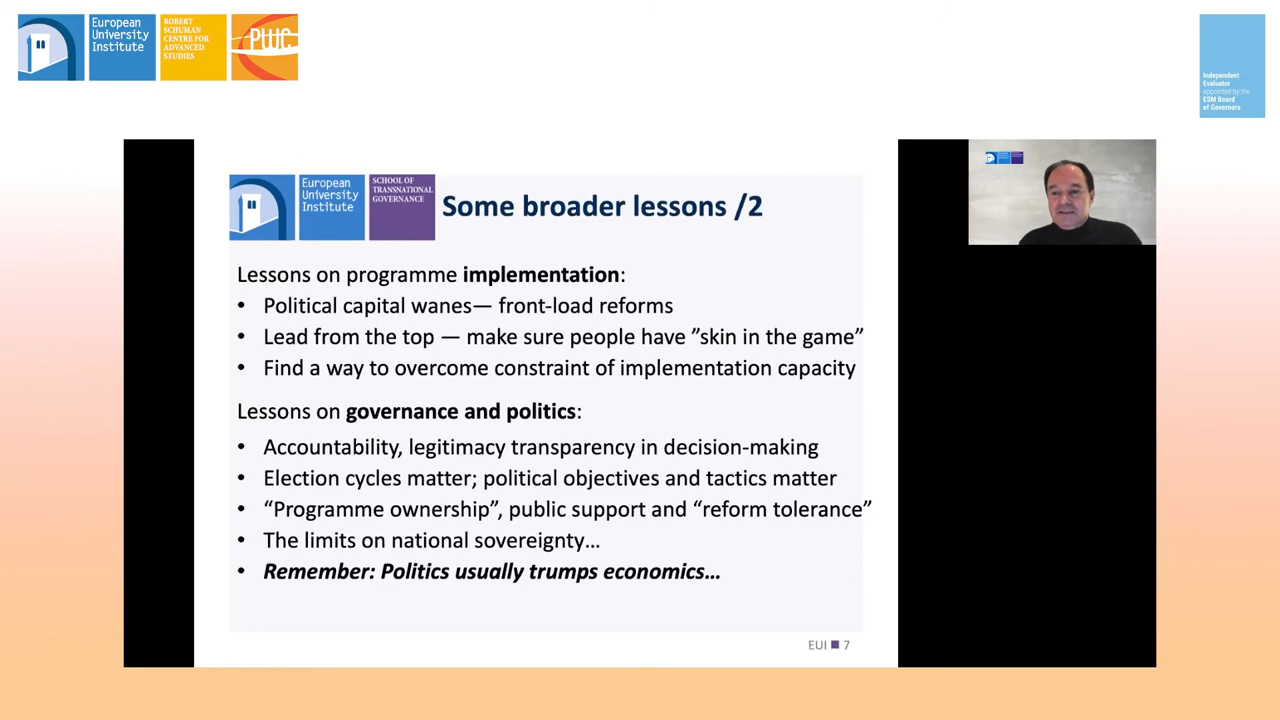 European
University
Institute
ROBERT
SCHUMAN
CENTRE FOR
ADVANCED
STUDIES
PWC
Independent
Evaluator
appointed by the
ESM Board
of Governors
European
University
Institute
SCHOOL OF
TRANSNATIONAL
GOVERNANCE
Some broader lessons /2
Lessons on programme implementation:
• Political capital wanes— front-load reforms
• Lead from the top — make sure people have ”skin in the game”
• Find a way to overcome constraint of implementation capacity
Lessons on governance and politics:
• Accountability, legitimacy transparency in decision-making
• Election cycles matter; political objectives and tactics matter
• “Programme ownership”, public support and “reform tolerance”
• The limits on national sovereignty…
• Remember: Politics usually trumps economics…
EUI ■ 7